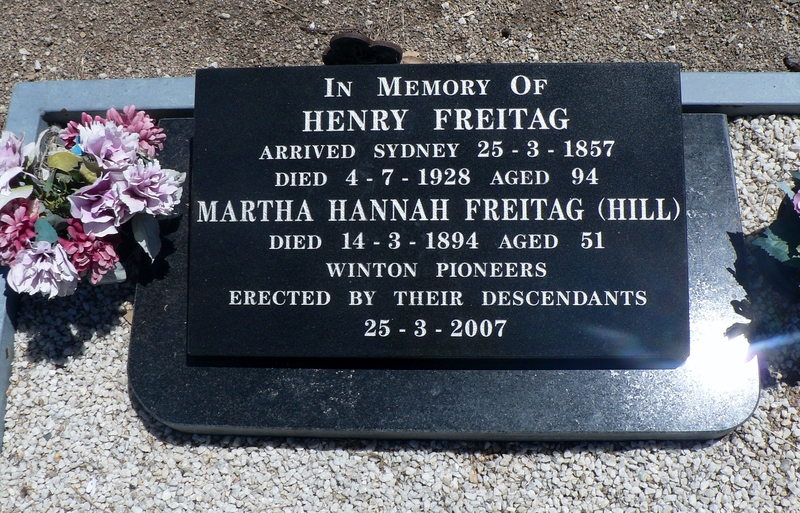 In Memory Of
HENRY FREITAG
ARRIVED SYDNEY 25 - 3 - 1857
DIED 4 - 7 - 1928 AGED 94
MARTHA HANNAH FREITAG (HILL)
DIED 14 - 3 - 1894 AGED 51
WINTON PIONEERS
ERECTED BY THEIR DESCENDANTS
25 - 3 - 2007